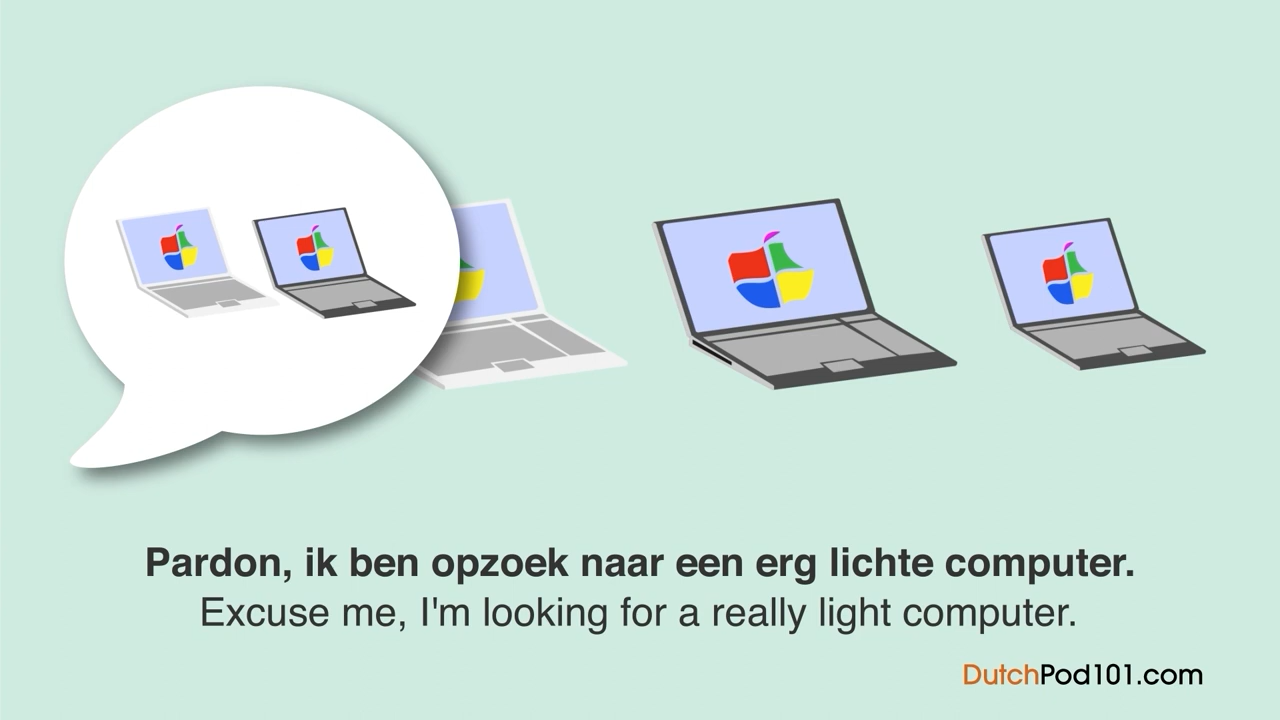 Pardon, ik ben opzoek naar een erg lichte computer.
Excuse me, I'm looking for a really light computer.
DutchPod101.com